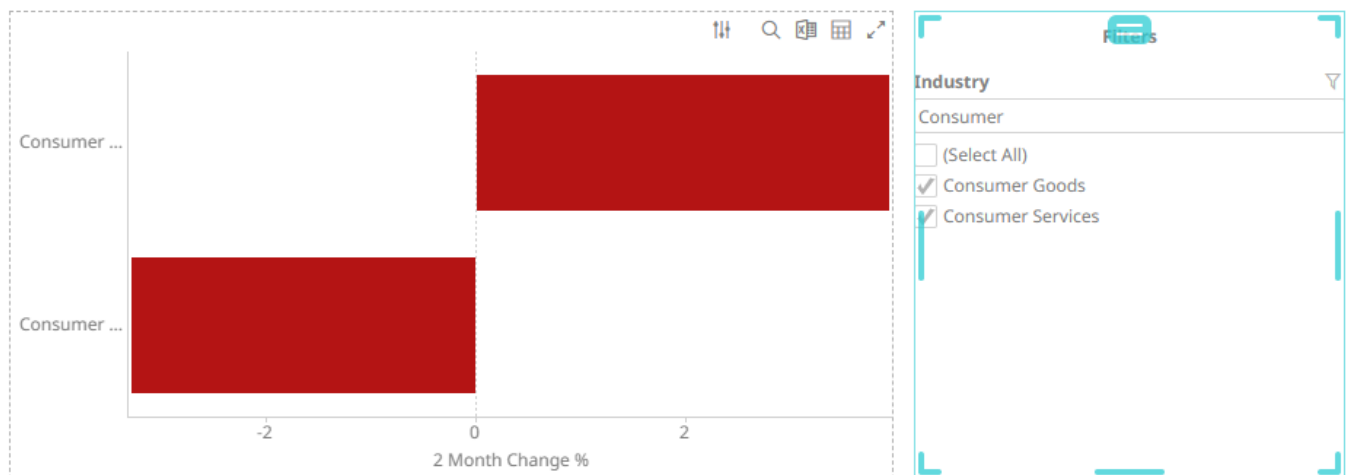 Consumer ...
Consumer ...
-2
0
2
2 Month Change %
Filters
Industry
Consumer
(Select All)
Consumer Goods
Consumer Services